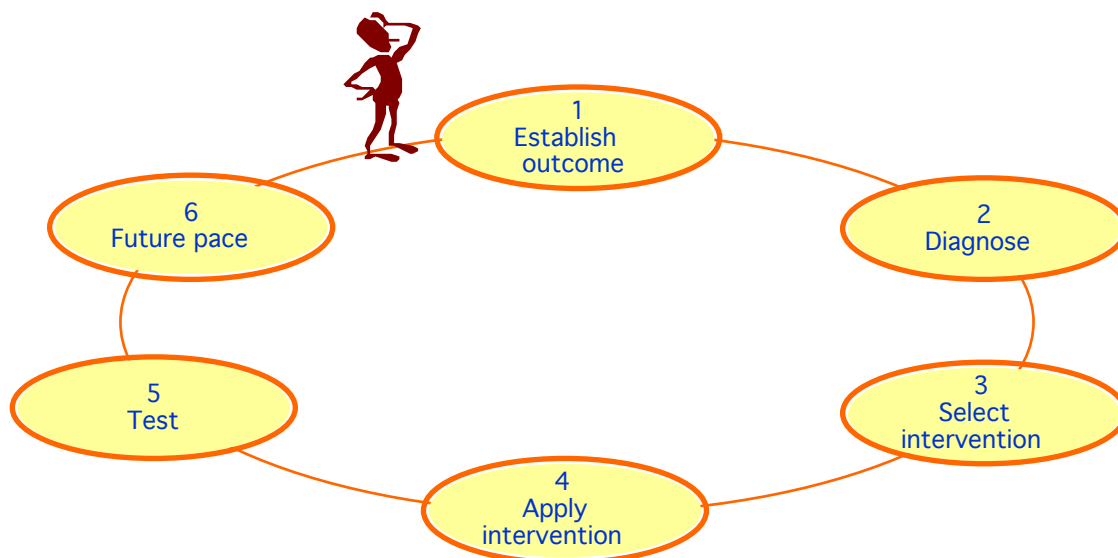 1
Establish
outcome
2
Diagnose
3
Select
intervention
4
Apply
intervention
5
Test
6
Future pace